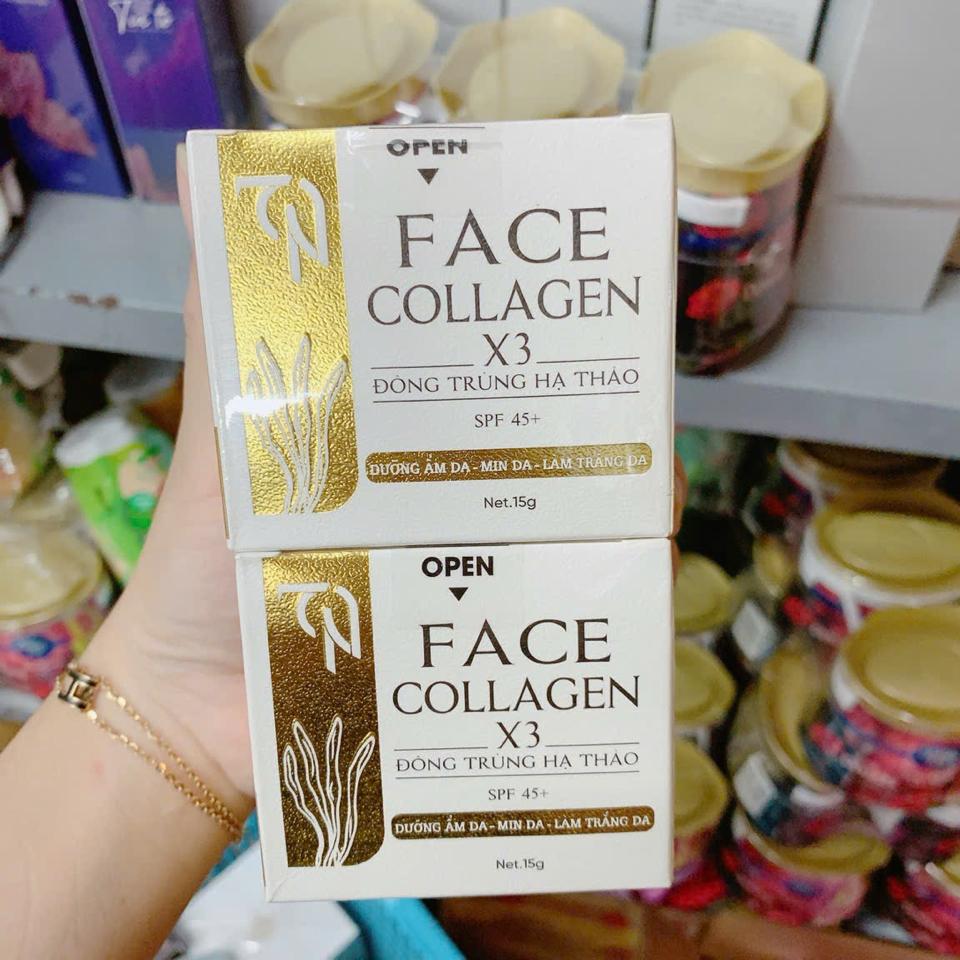 OPEN
FACE
COLLAGEN
X3
ĐÔNG TRÙNG HẠ THẢO
SPF 45+
DƯỠNG ẨM DA - MỊN DA - LÀM TRẮNG DA
Net.15g
OPEN
FACE
COLLAGEN
X3
ĐÔNG TRÙNG HẠ THẢO
SPF 45+
DƯỠNG ẨM DA - MỊN DA - LÀM TRẮNG DA
Net.15g